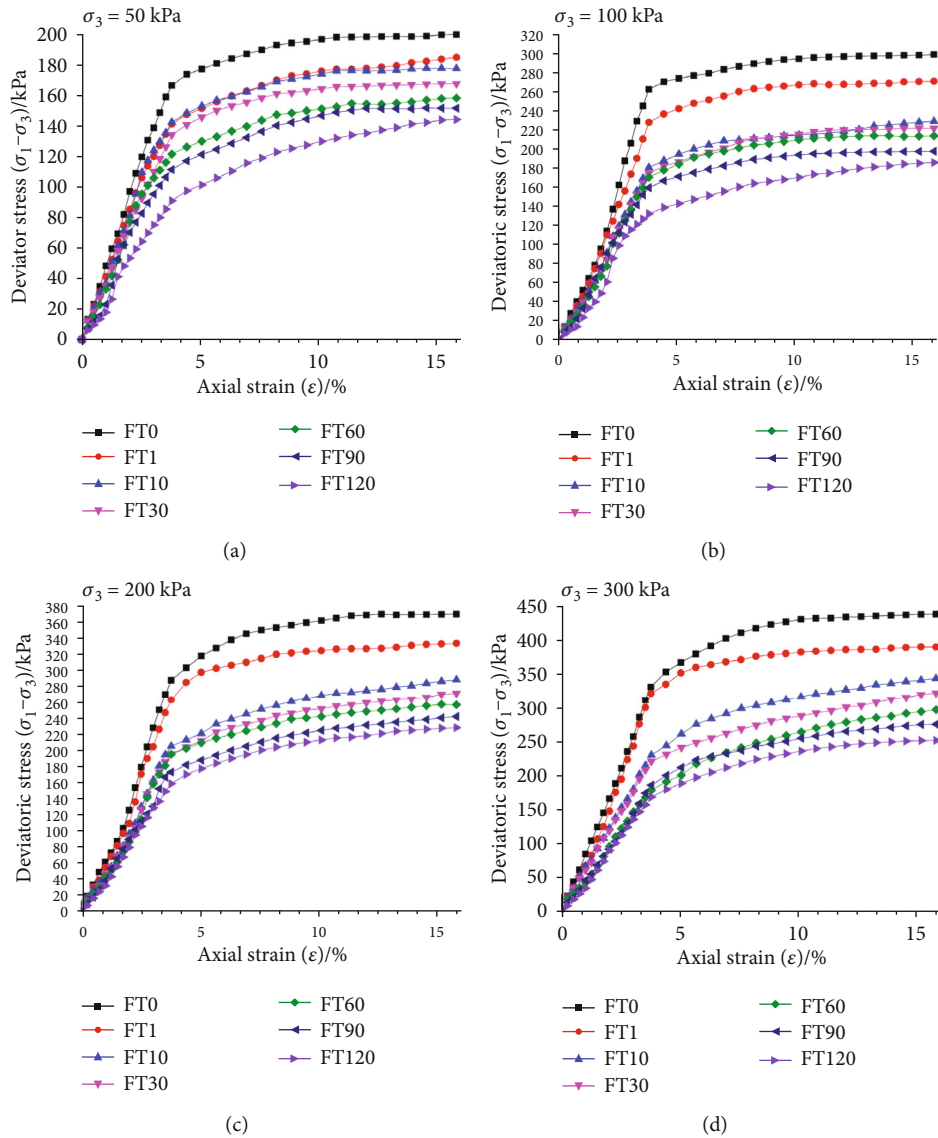 σ3 = 50 kPa
200
180
160
140
120
100
80
60
40
20
0
Deviator stress (σ1−σ3)/kPa
0 5 10 15
Axial strain (ε)/%
FT0 FT60
FT1 FT90
FT10 FT120
FT30
(a)
σ3 = 100 kPa
320
300
280
260
240
220
200
180
160
140
120
100
80
60
40
20
0
Deviatoric stress (σ1−σ3)/kPa
0 5 10 15
Axial strain (ε)/%
FT0 FT60
FT1 FT90
FT10 FT120
FT30
(b)
σ3 = 200 kPa
380
360
340
320
300
280
260
240
220
200
180
160
140
120
100
80
60
40
20
0
Deviatoric stress (σ1−σ3)/kPa
0 5 10 15
Axial strain (ε)/%
FT0 FT60
FT1 FT90
FT10 FT120
FT30
(c)
σ3 = 300 kPa
450
400
350
300
250
200
150
100
50
0
Deviatoric stress (σ1−σ3)/kPa
0 5 10 15
Axial strain (ε)/%
FT0 FT60
FT1 FT90
FT10 FT120
FT30
(d)